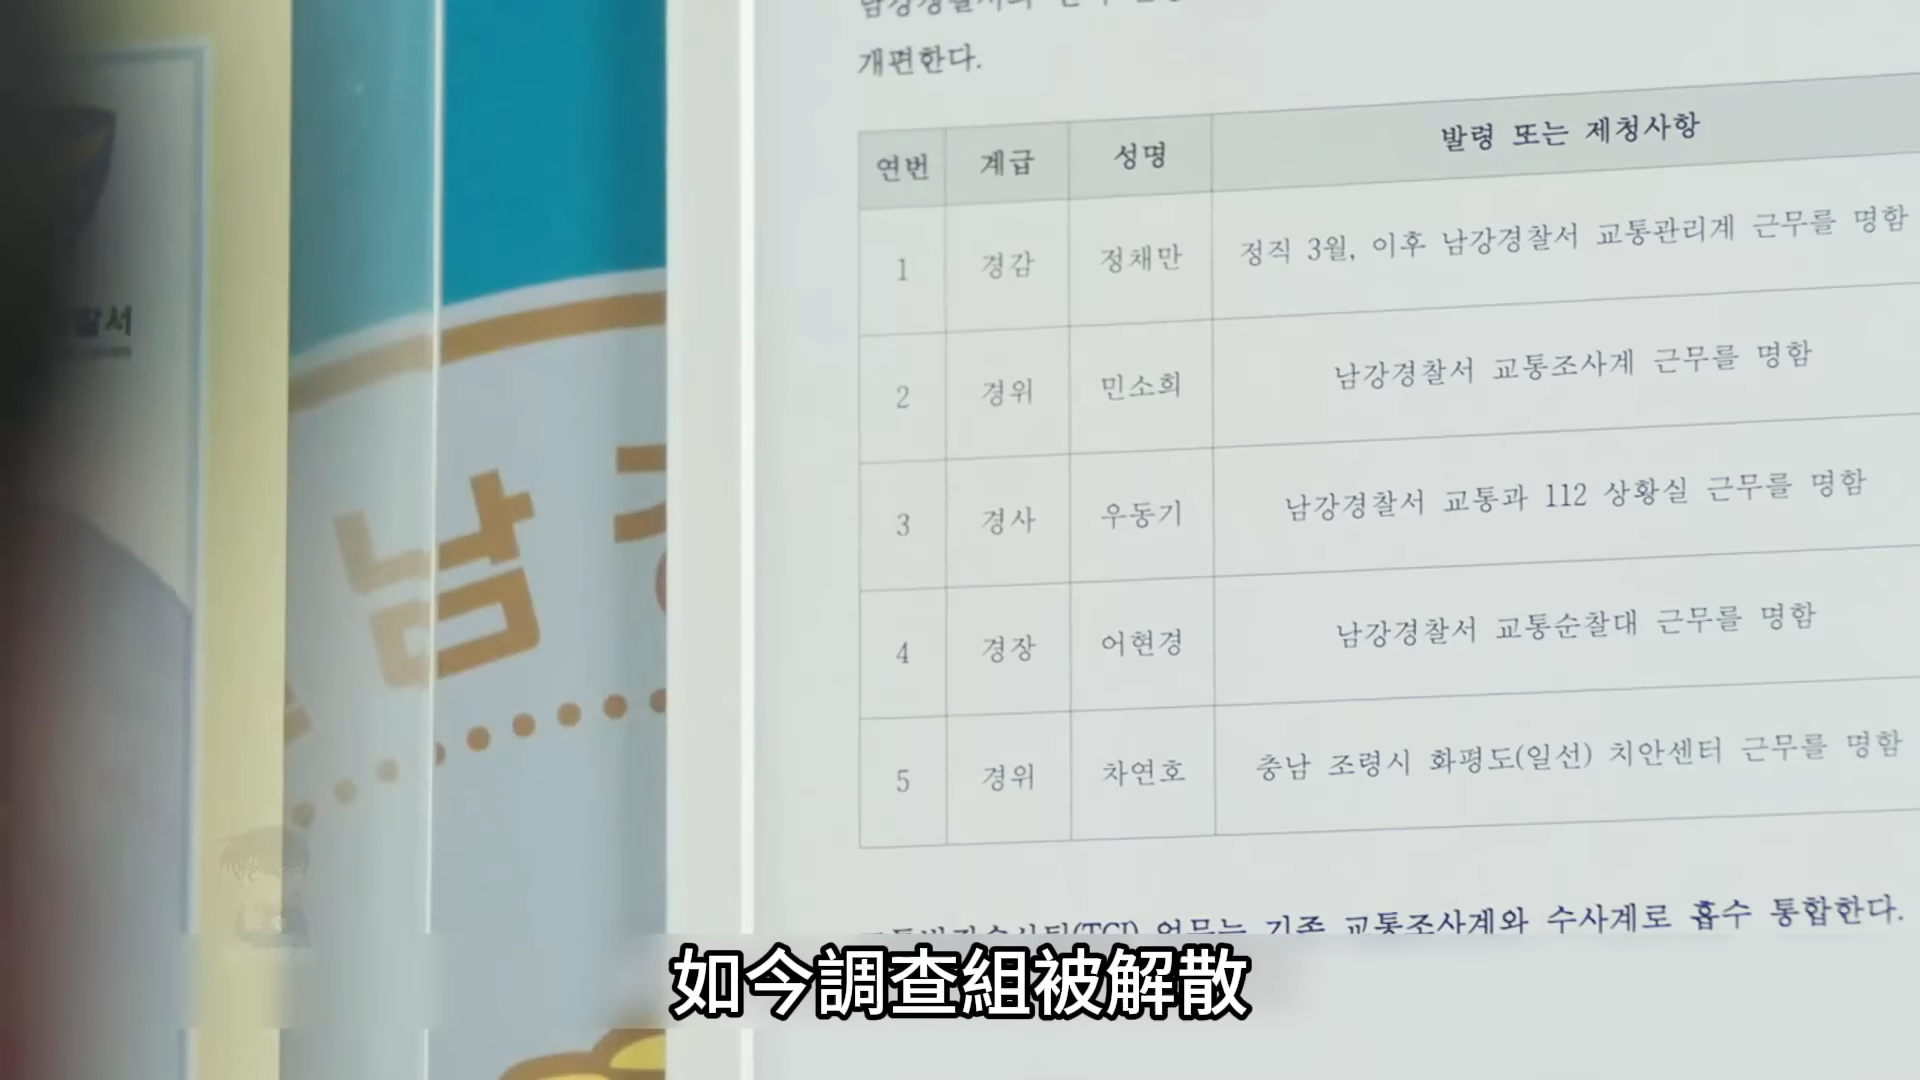 개편한다.
연번 계급 성명 발령 또는 제청사항
1 경감 정채만 정직 3월, 이후 남강경찰서 교통관리계 근무를 명함
2 경위 민소희 남강경찰서 교통조사계 근무를 명함
3 경사 우동기 남강경찰서 교통과 112 상황실 근무를 명함
4 경장 어현경 남강경찰서 교통순찰대 근무를 명함
5 경위 차연호 충남 조령시 화평도(일선) 치안센터 근무를 명함
(TCI) 업무는 기존 교통조사계와 수사계로 흡수 통합한다.
남
찰서
如今調查組被解散